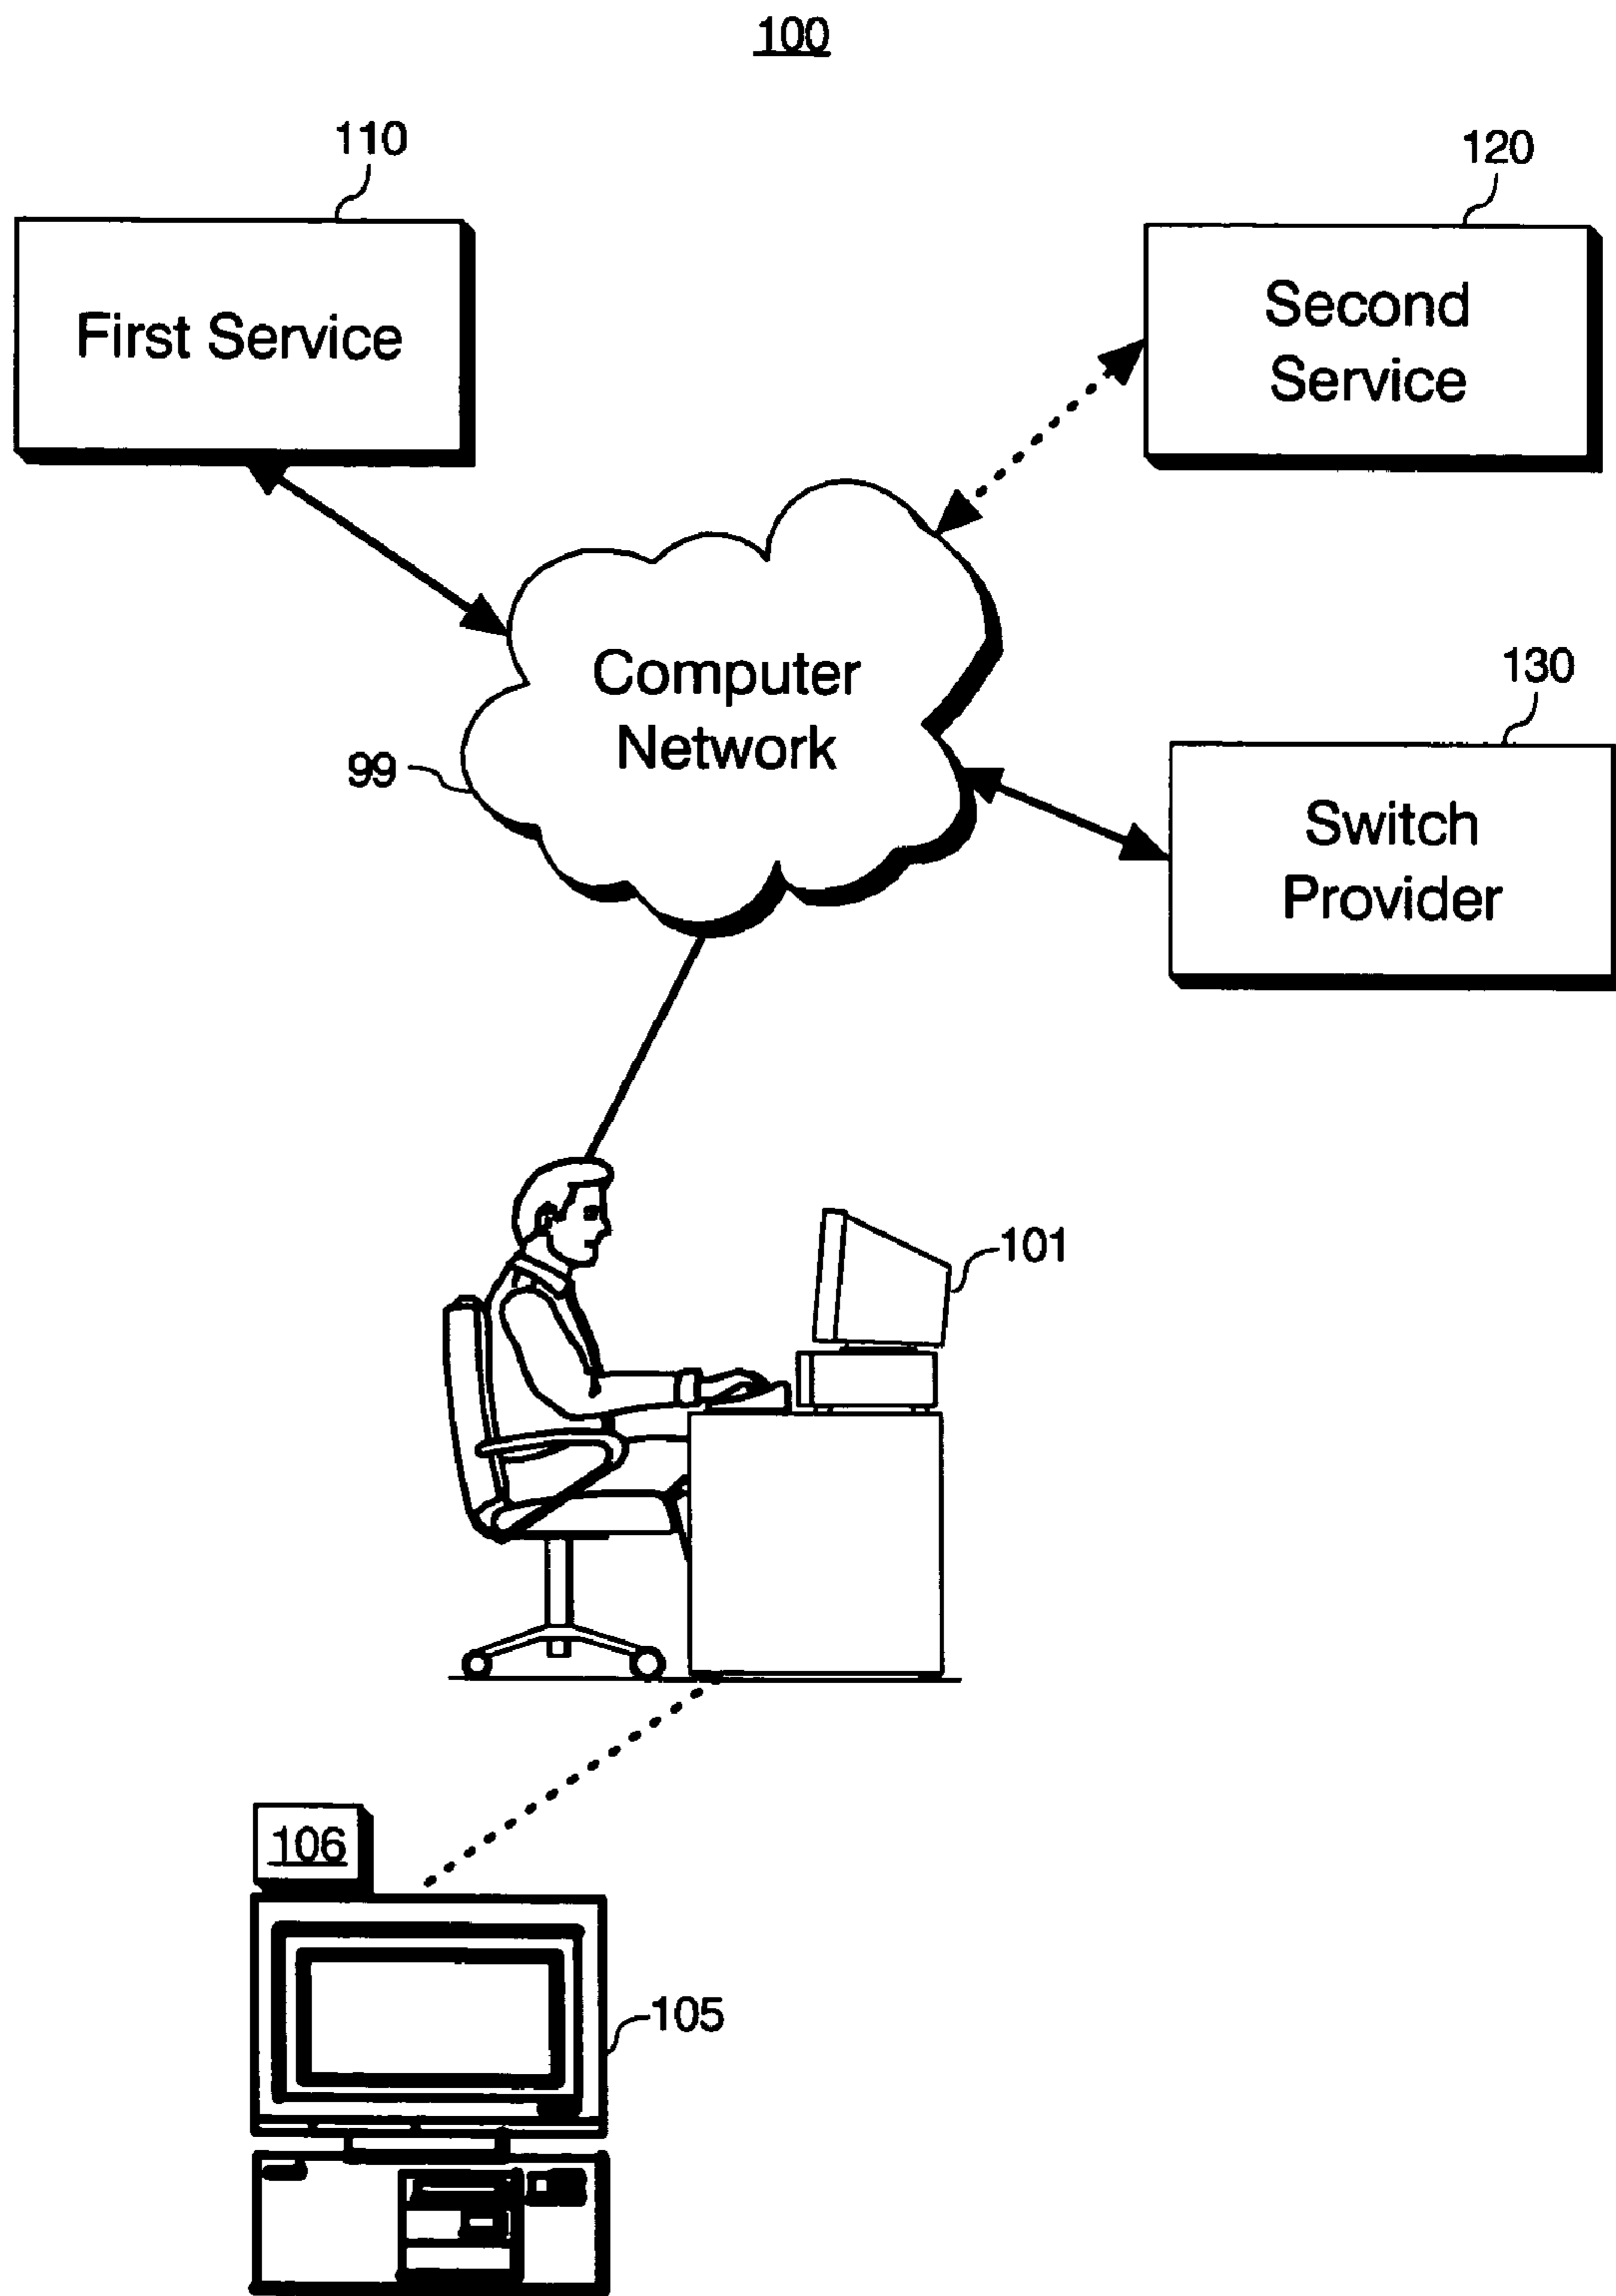 100
110
120
First Service
Second
Service
Computer
Network
130
99
Switch
Provider
101
106
105